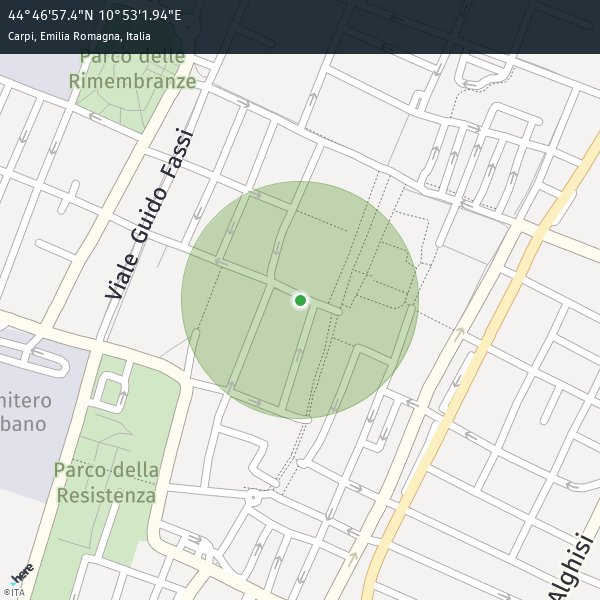 44°46'57.4"N 10°53'1.94"E
Carpi, Emilia Romagna, Italia
Parco delle
Rimembranze
Viale Guido Fassi
nitero
bano
Parco della
Resistenza
Alghisi
here
©ITA